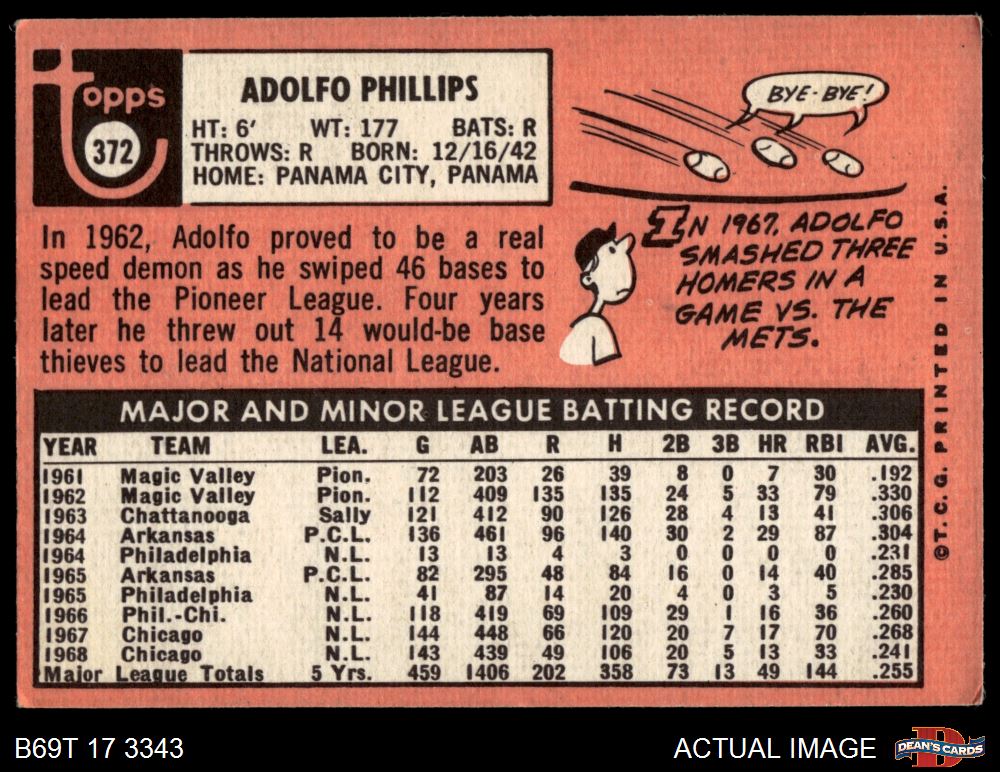 topps
372
ADOLFO PHILLIPS
HT: 6' WT: 177 BATS: R
THROWS: R BORN: 12/16/42
HOME: PANAMA CITY, PANAMA
BYE-BYE!
In 1962, Adolfo proved to be a real
speed demon as he swiped 46 bases to
lead the Pioneer League. Four years
later he threw out 14 would-be base
thieves to lead the National League.
IN 1967, ADOLFO
SMASHED THREE
HOMERS IN A
GAME VS. THE
METS.
MAJOR AND MINOR LEAGUE BATTING RECORD
YEAR TEAM LEA. G AB R H 2B 3B HR RBI AVG.
1961 Magic Valley Pion. 72 203 26 39 8 0 7 30 .192
1962 Magic Valley Pion. 112 409 135 135 24 5 33 79 .330
1963 Chattanooga Sally 121 412 90 126 28 4 13 41 .306
1964 Arkansas P.C.L. 136 461 96 140 30 2 29 87 .304
1964 Philadelphia N.L. 13 13 4 3 0 0 0 0 .231
1965 Arkansas P.C.L. 82 295 48 84 16 0 14 40 .285
1965 Philadelphia N.L. 41 87 14 20 4 0 3 5 .230
1966 Phil.-Chi. N.L. 118 419 69 109 29 1 16 36 .260
1967 Chicago N.L. 144 448 66 120 20 7 17 70 .268
1968 Chicago N.L. 143 439 49 106 20 5 13 33 .241
Major League Totals 5 Yrs. 459 1406 202 358 73 13 49 144 .255
©T.C.G. PRINTED IN U.S.A.
B69T 17 3343
ACTUAL IMAGE
D
DEAN'S CARDS